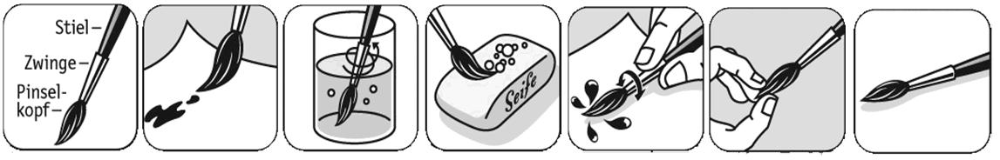 Stiel
Zwinge
Pinsel-
kopf
Seife